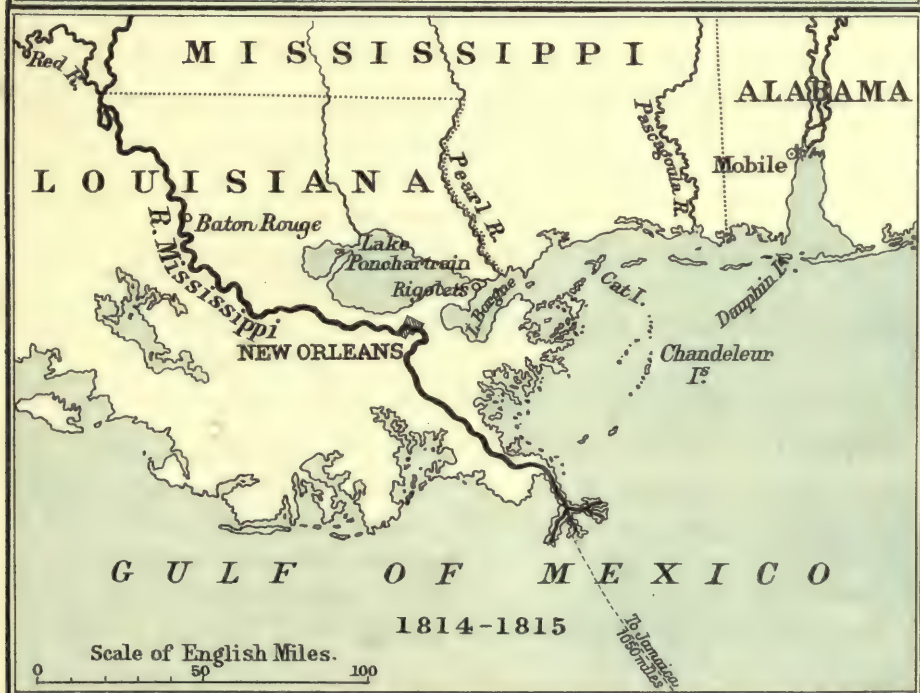 MISSISSIPPI
Red R.
ALABAMA
Pascagoula R.
Mobile
LOUISIANA
Pearl R.
Baton Rouge
R. Mississippi
Lake
Ponchartrain
Rigolets
L. Borgne
Cat I.
Dauphin I.
NEW ORLEANS
Chandeleur
Is.
GULF OF MEXICO
1814-1815
To Jamaica
1050 miles
Scale of English Miles.
0 50 100